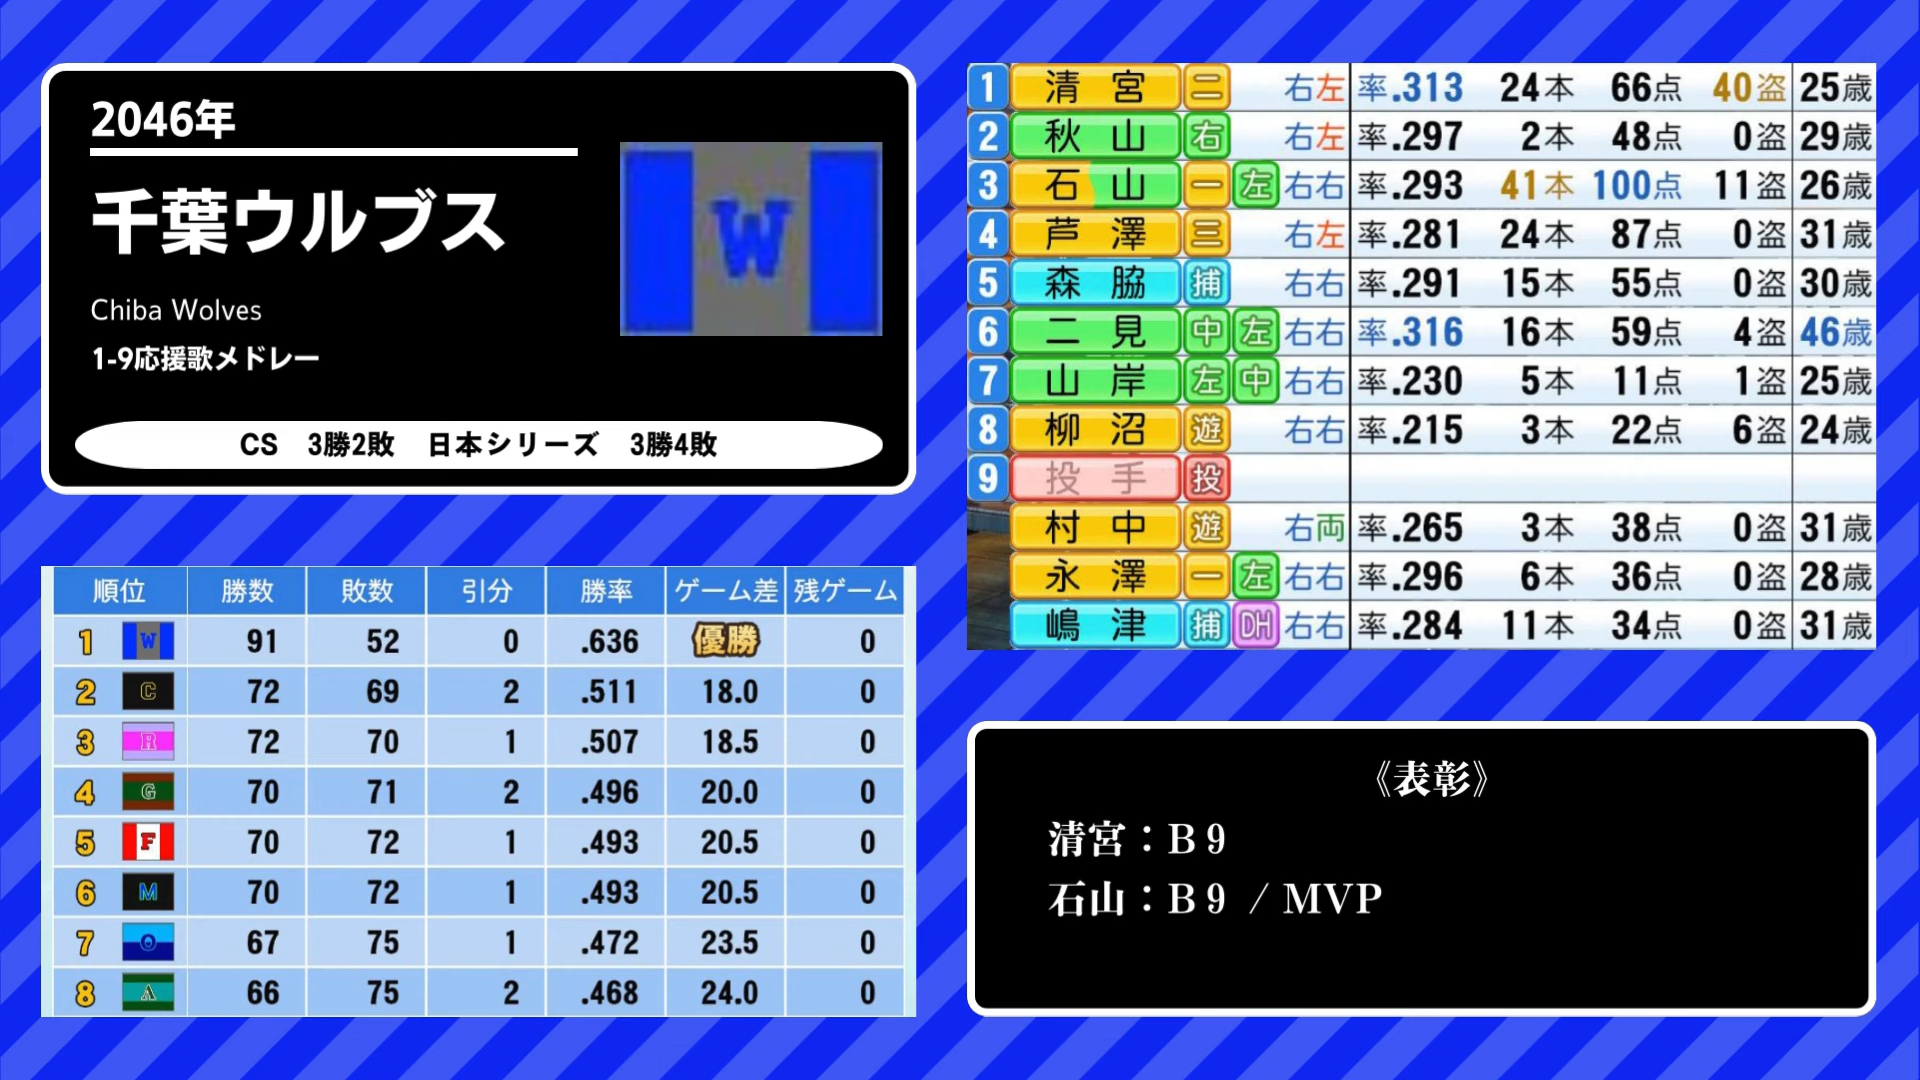 2046年
千葉ウルブス
Chiba Wolves
1-9応援歌メドレー
CS 3勝2敗 日本シリーズ 3勝4敗
W
順位 勝数 敗数 引分 勝率 ゲーム差 残ゲーム
1 W 91 52 0 .636 優勝 0
2 C 72 69 2 .511 18.0 0
3 R 72 70 1 .507 18.5 0
4 G 70 71 2 .496 20.0 0
5 F 70 72 1 .493 20.5 0
6 M 70 72 1 .493 20.5 0
7 O 67 75 1 .472 23.5 0
8 A 66 75 2 .468 24.0 0
1 清宮 二 右左 率.313 24本 66点 40盗 25歳
2 秋山 右 右左 率.297 2本 48点 0盗 29歳
3 石山 一 左 右右 率.293 41本 100点 11盗 26歳
4 芦澤 三 右左 率.281 24本 87点 0盗 31歳
5 森脇 捕 右右 率.291 15本 55点 0盗 30歳
6 二見 中 左 右右 率.316 16本 59点 4盗 46歳
7 山岸 左 中 右右 率.230 5本 11点 1盗 25歳
8 柳沼 遊 右右 率.215 3本 22点 6盗 24歳
9 投手 投
村中 遊 右両 率.265 3本 38点 0盗 31歳
永澤 一 左 右右 率.296 6本 36点 0盗 28歳
嶋津 捕 DH 右右 率.284 11本 34点 0盗 31歳
《表彰》
清宮：B9
石山：B9 / MVP